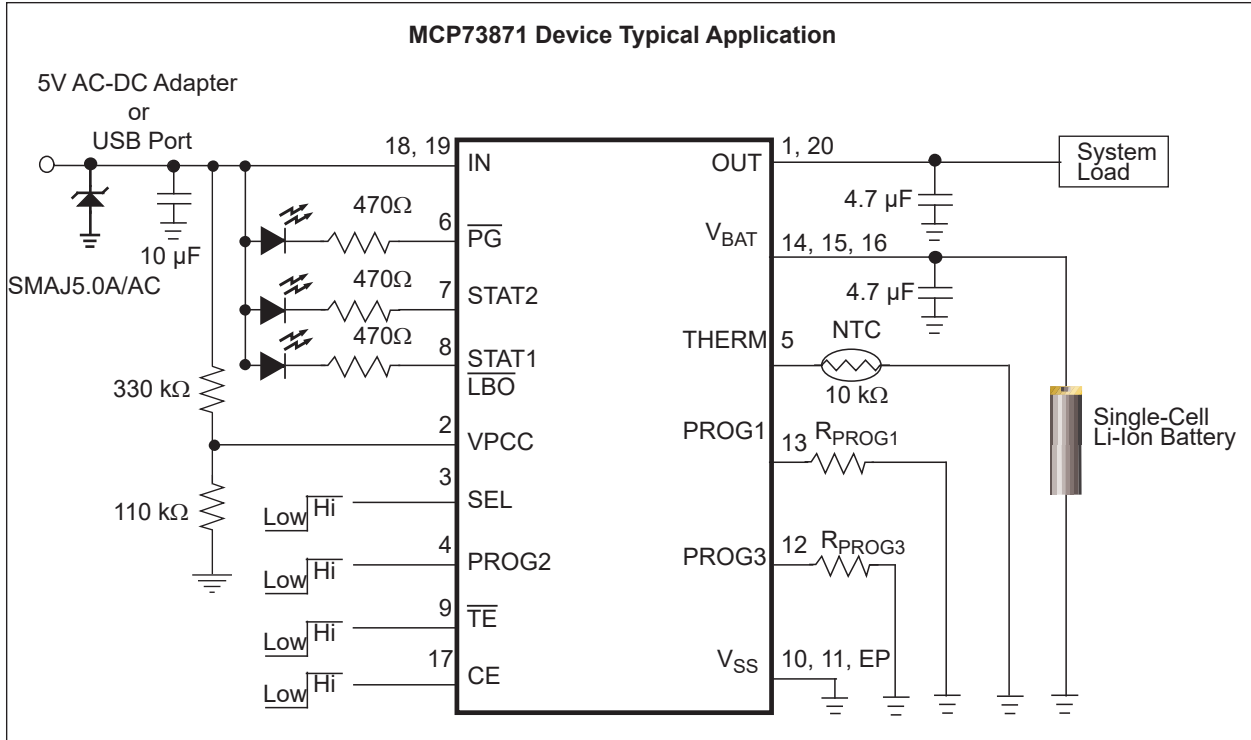 MCP73871 Device Typical Application
5V AC-DC Adapter
or
USB Port
SMAJ5.0A/AC
10 µF
330 kΩ
110 kΩ
470Ω
470Ω
470Ω
18, 19
IN
6
PG
7
STAT2
8
STAT1
LBO
2
VPCC
3
SEL
Low Hi
4
PROG2
Low Hi
9
TE
Low Hi
17
CE
Low Hi
OUT
1, 20
System
Load
4.7 µF
VBAT
14, 15, 16
4.7 µF
THERM
5
NTC
10 kΩ
PROG1
13
RPROG1
PROG3
12
RPROG3
VSS
10, 11, EP
Single-Cell
Li-Ion Battery